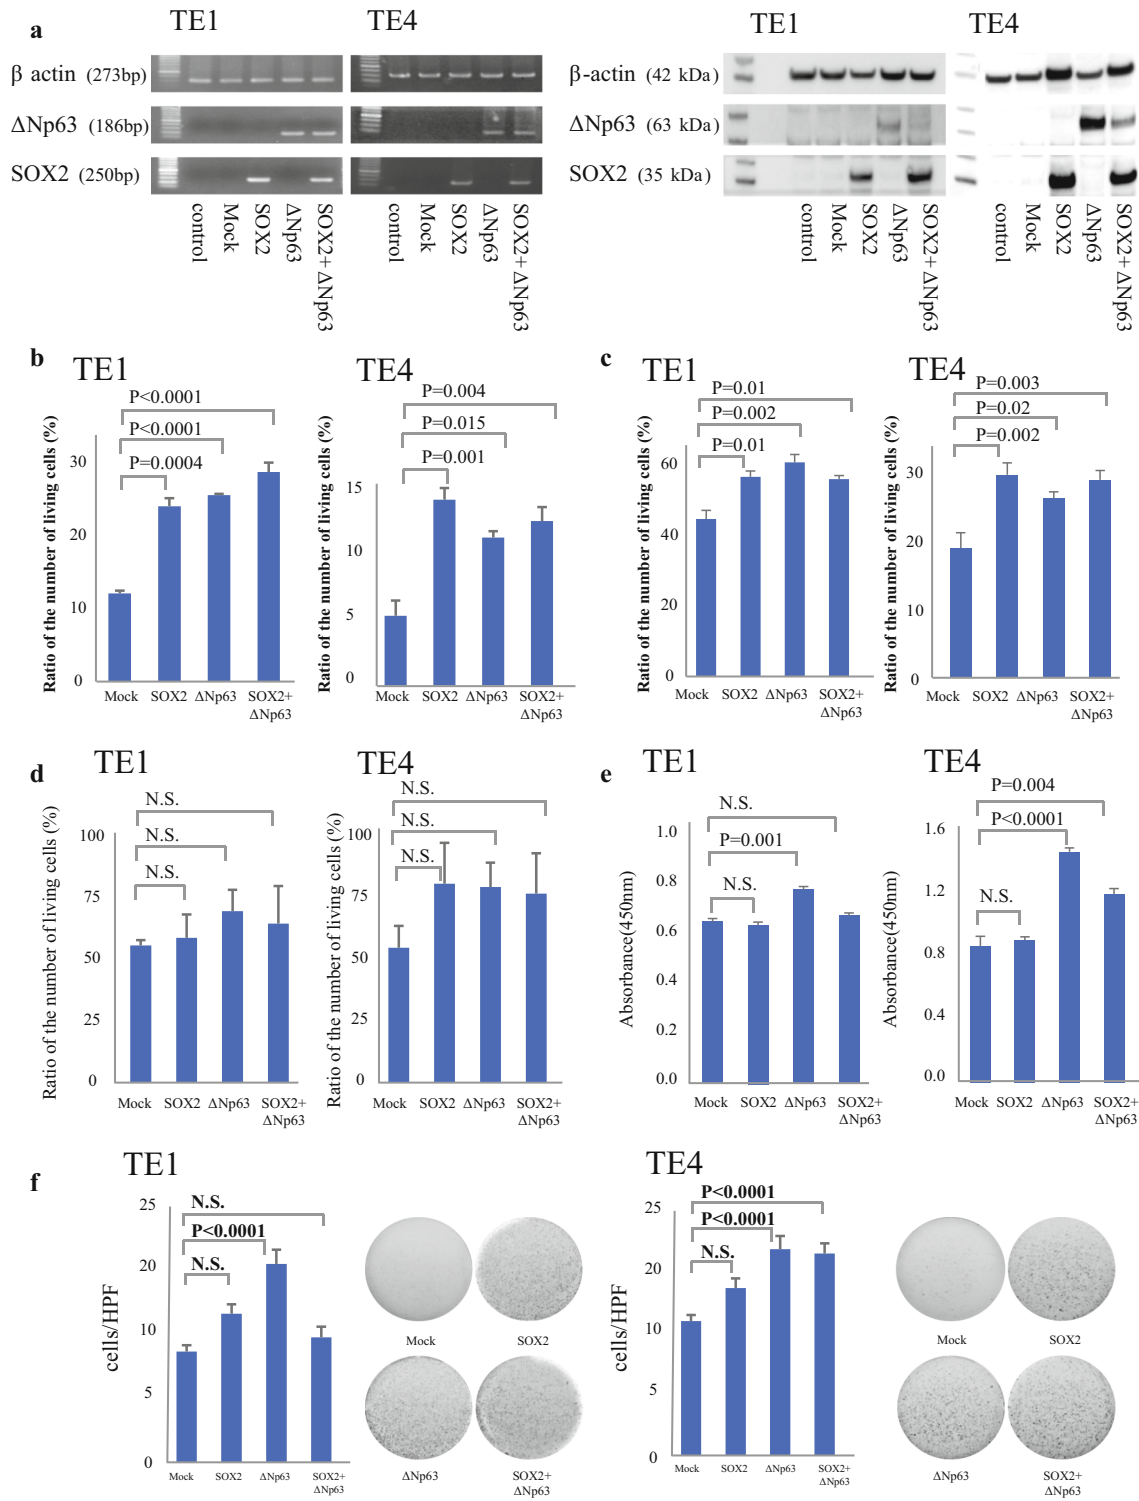 a
TE1
TE4
β actin (273bp)
ΔNp63 (186bp)
SOX2 (250bp)
control
Mock
SOX2
ΔNp63
SOX2+
ΔNp63
control
Mock
SOX2
ΔNp63
SOX2+
ΔNp63
TE1
TE4
β-actin (42 kDa)
ΔNp63 (63 kDa)
SOX2 (35 kDa)
control
Mock
SOX2
ΔNp63
SOX2+
ΔNp63
control
Mock
SOX2
ΔNp63
SOX2+
ΔNp63
b
TE1
Ratio of the number of living cells (%)
P<0.0001
P<0.0001
P=0.0004
30
20
10
0
Mock SOX2 ΔNp63 SOX2+
ΔNp63
TE4
Ratio of the number of living cells (%)
P=0.004
P=0.015
P=0.001
15
10
5
0
Mock SOX2 ΔNp63 SOX2+
ΔNp63
c
TE1
Ratio of the number of living cells (%)
P=0.01
P=0.002
P=0.01
60
40
20
0
Mock SOX2 ΔNp63 SOX2+
ΔNp63
TE4
Ratio of the number of living cells (%)
P=0.003
P=0.02
P=0.002
30
20
10
0
Mock SOX2 ΔNp63 SOX2+
ΔNp63
d
TE1
Ratio of the number of living cells (%)
N.S.
N.S.
N.S.
100
75
50
25
0
Mock SOX2 ΔNp63 SOX2+
ΔNp63
TE4
Ratio of the number of living cells (%)
N.S.
N.S.
N.S.
100
75
50
25
0
Mock SOX2 ΔNp63 SOX2+
ΔNp63
e
TE1
Absorbance(450nm)
N.S.
P=0.001
N.S.
1.0
0.8
0.6
0.4
0.2
0.0
Mock SOX2 ΔNp63 SOX2+
ΔNp63
TE4
Absorbance(450nm)
P=0.004
P<0.0001
N.S.
1.6
1.2
0.8
0.4
0.0
Mock SOX2 ΔNp63 SOX2+
ΔNp63
f
TE1
cells/HPF
N.S.
P<0.0001
N.S.
25
20
15
10
5
0
Mock SOX2 ΔNp63 SOX2+
ΔNp63
Mock
SOX2
ΔNp63
SOX2+
ΔNp63
TE4
cells/HPF
P<0.0001
P<0.0001
N.S.
25
20
15
10
5
0
Mock SOX2 ΔNp63 SOX2+
ΔNp63
Mock
SOX2
ΔNp63
SOX2+
ΔNp63